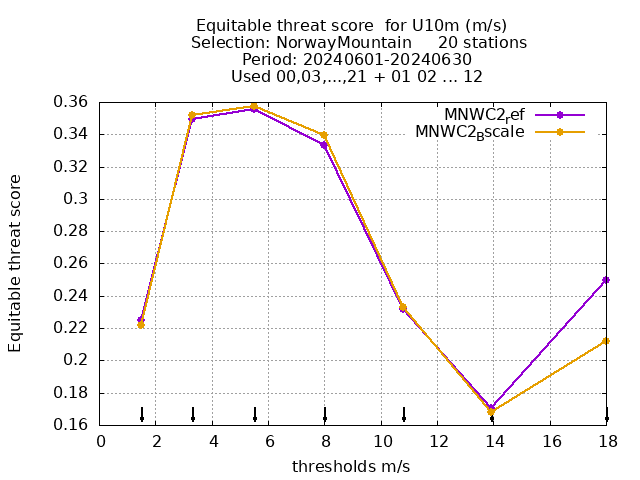 Equitable threat score  for U10m (m/s)
Selection: NorwayMountain     20 stations
Period: 20240601-20240630
Used 00,03,...,21 + 01 02 ... 12
MNWC2_ref
MNWC2_Bscale
Equitable threat score
0.36
0.34
0.32
0.3
0.28
0.26
0.24
0.22
0.2
0.18
0.16
0 2 4 6 8 10 12 14 16 18
thresholds m/s